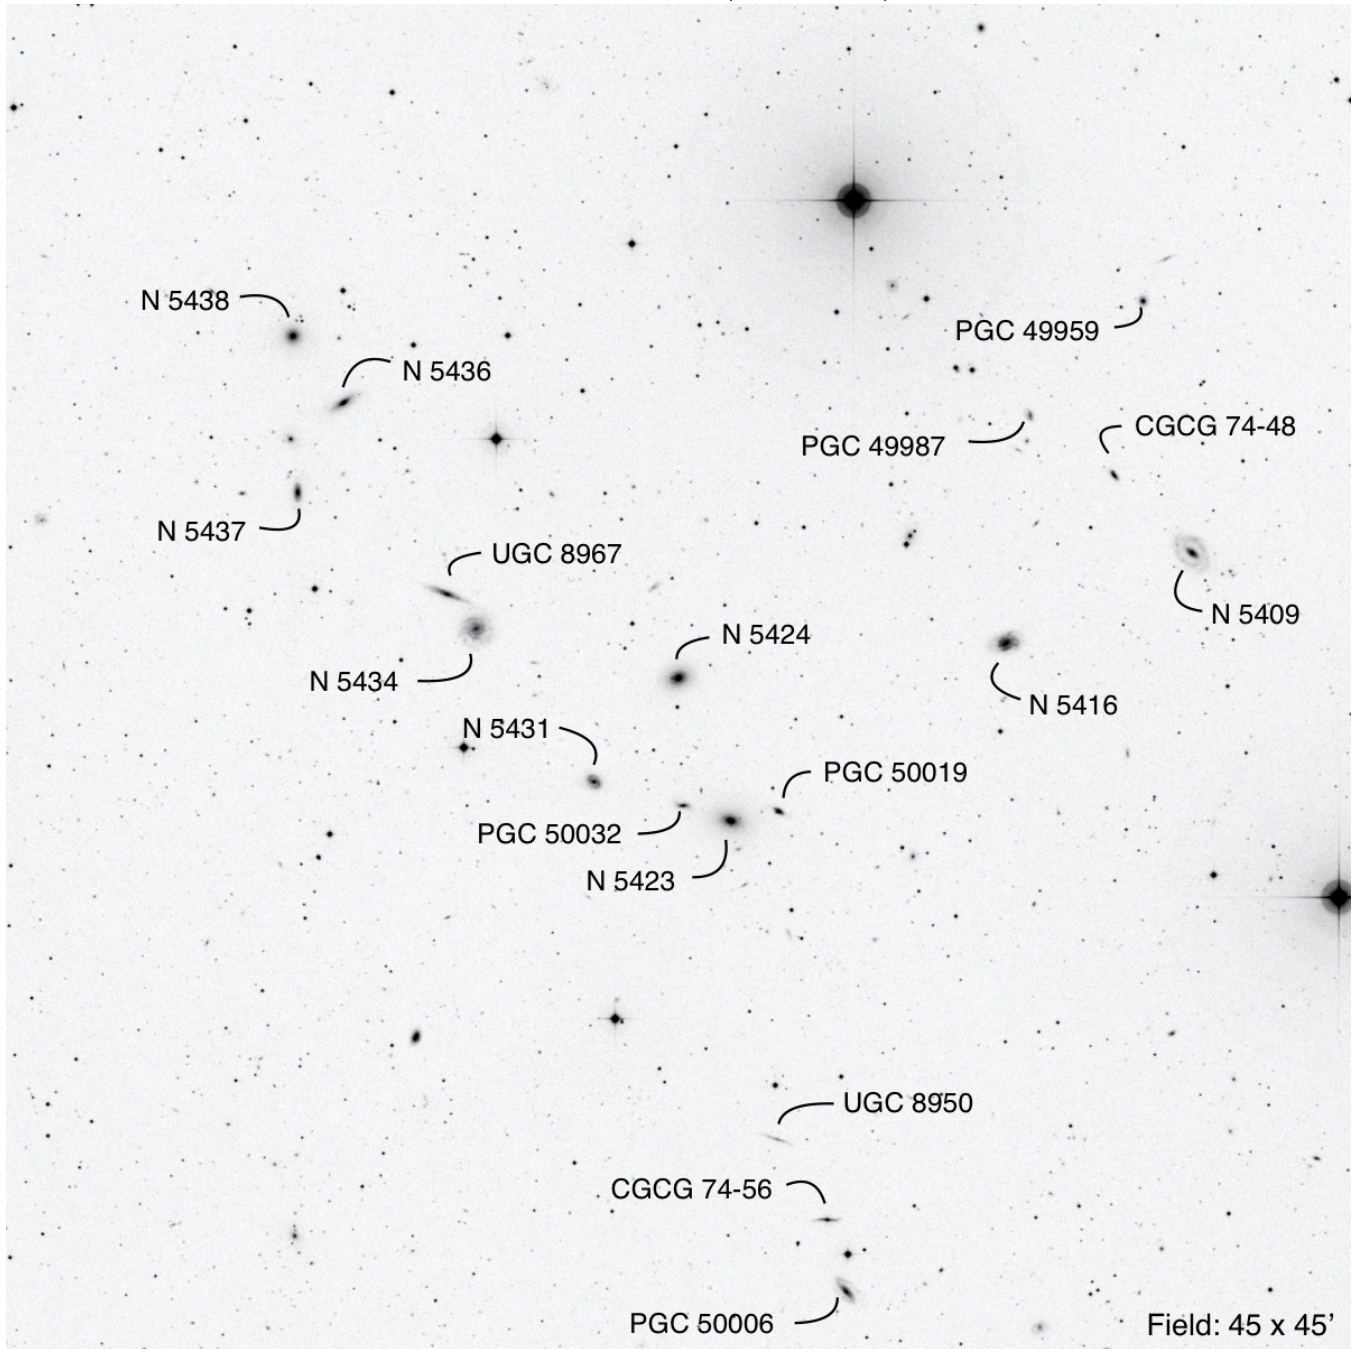 N 5438
PGC 49959
N 5436
CGCG 74-48
PGC 49987
N 5437
UGC 8967
N 5409
N 5424
N 5434
N 5416
N 5431
PGC 50019
PGC 50032
N 5423
UGC 8950
CGCG 74-56
PGC 50006
Field: 45 x 45’